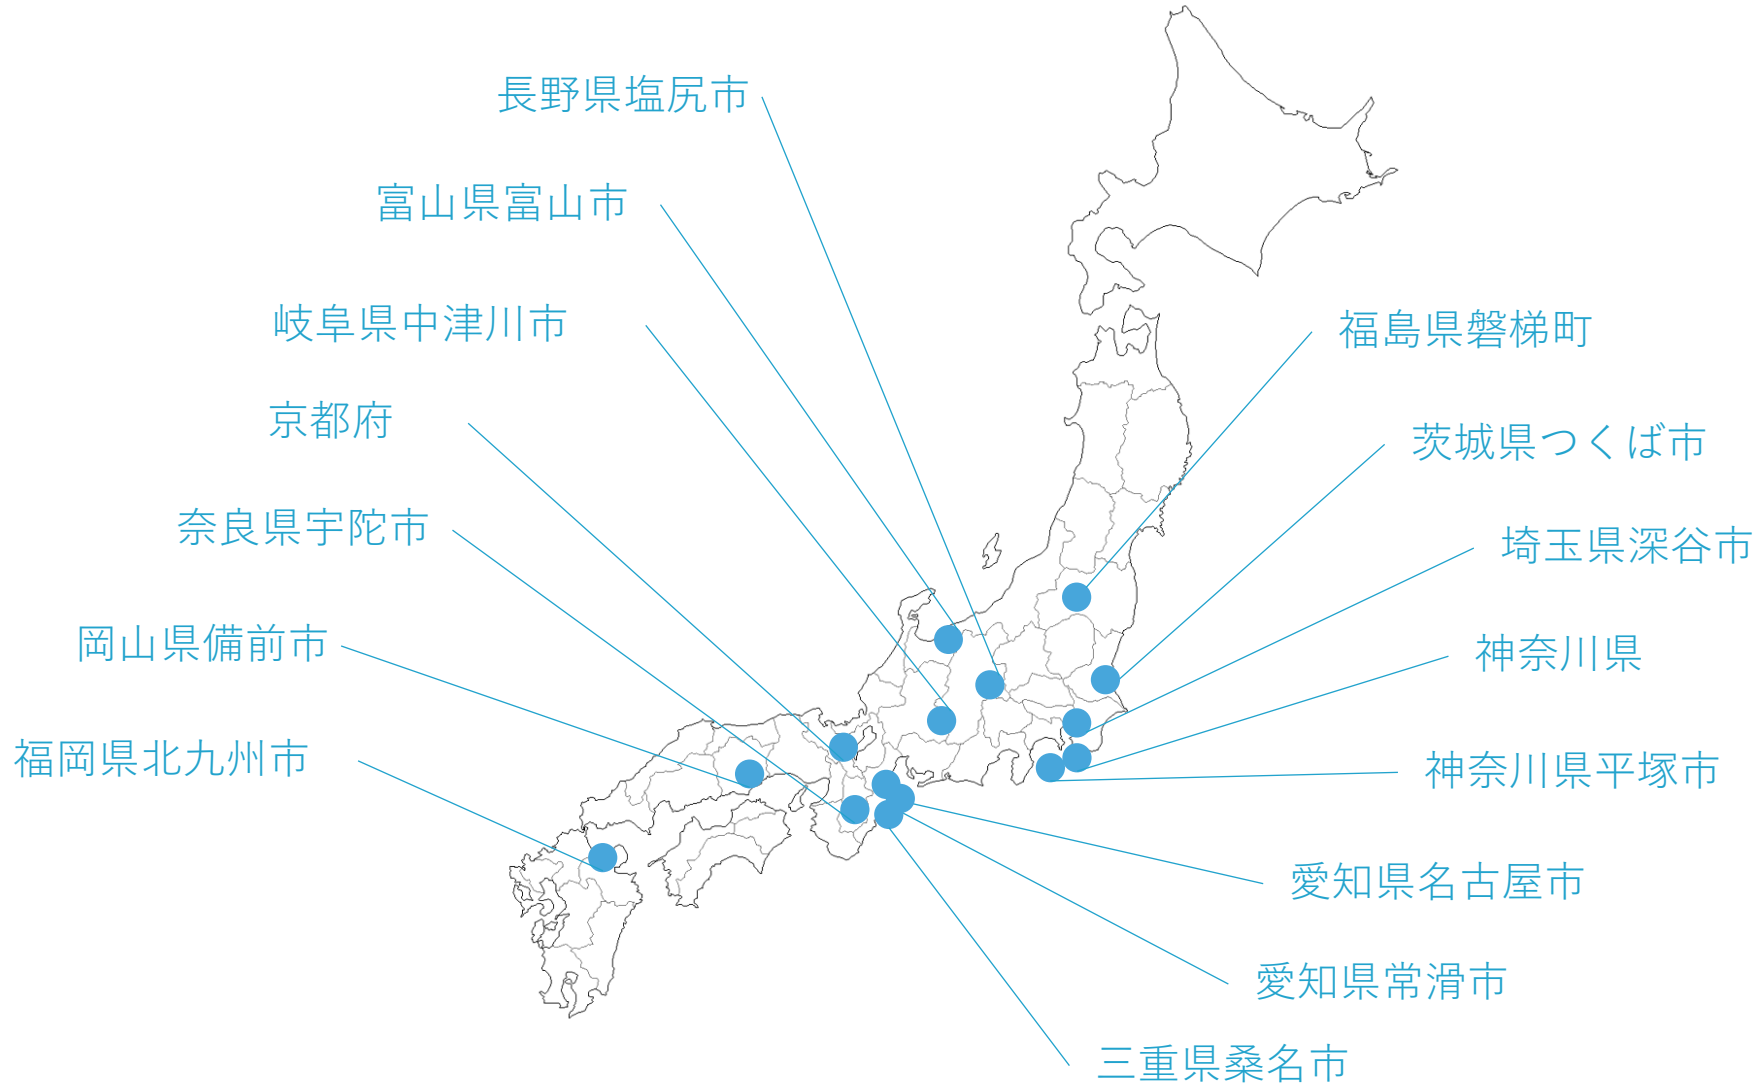 長野県塩尻市
富山県富山市
岐阜県中津川市
京都府
奈良県宇陀市
岡山県備前市
福岡県北九州市
福島県磐梯町
茨城県つくば市
埼玉県深谷市
神奈川県
神奈川県平塚市
愛知県名古屋市
愛知県常滑市
三重県桑名市